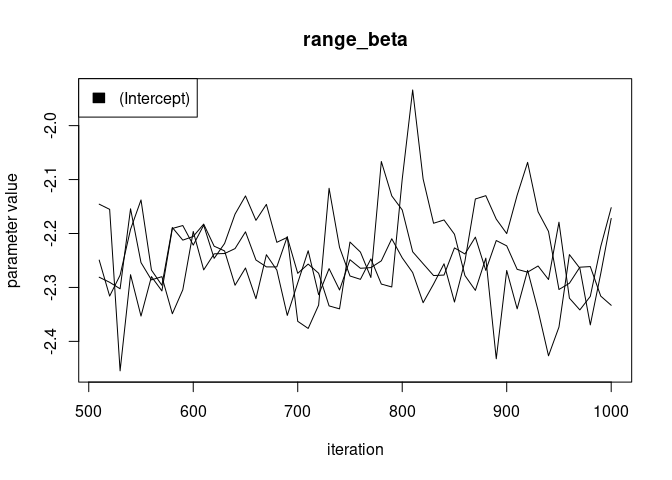 range_beta
(Intercept)
parameter value
-2.0
-2.1
-2.2
-2.3
-2.4
500 600 700 800 900 1000
iteration